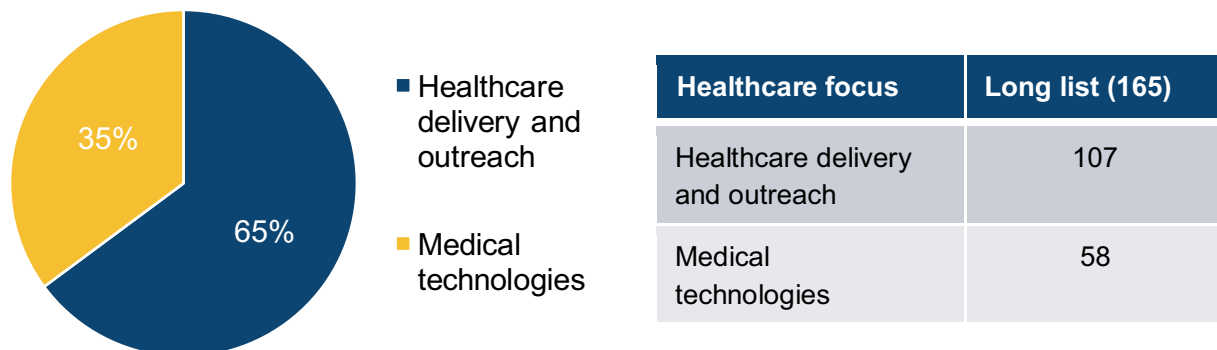 35%
65%
Healthcare
delivery and
outreach
Medical
technologies
Healthcare focus Long list (165)
Healthcare delivery 107
and outreach
Medical 58
technologies